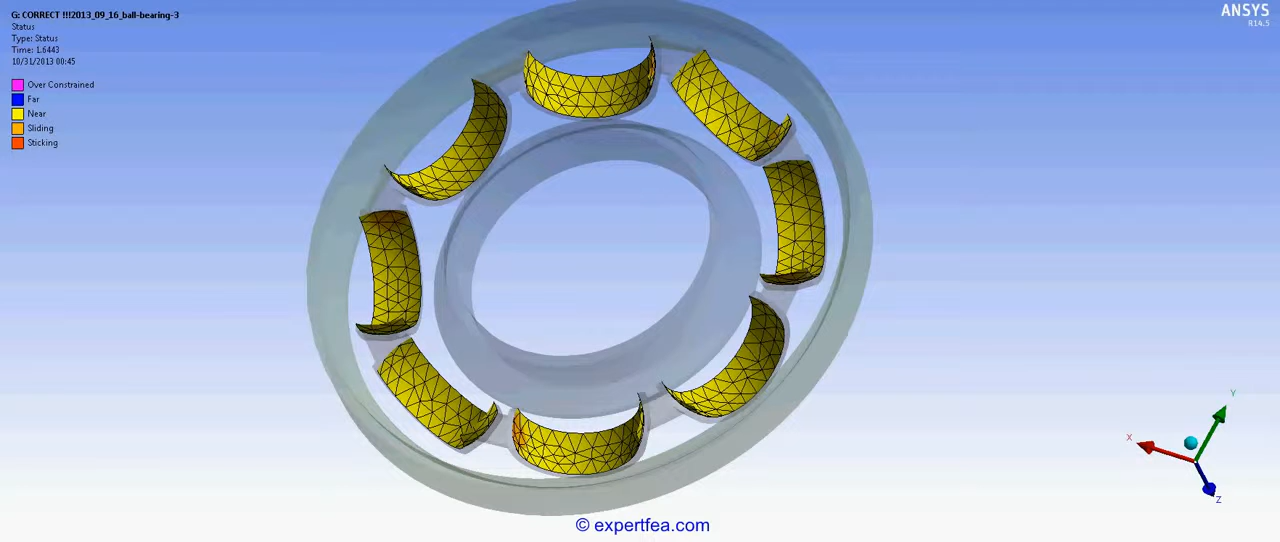 G: CORRECT !!!2013_09_16_ball-bearing-3
Status
Type: Status
Time: 1.6443
10/31/2013 00:45
Over Constrained
Far
Near
Sliding
Sticking
ANSYS
R14.5
Y
X
Z
© expertfea.com